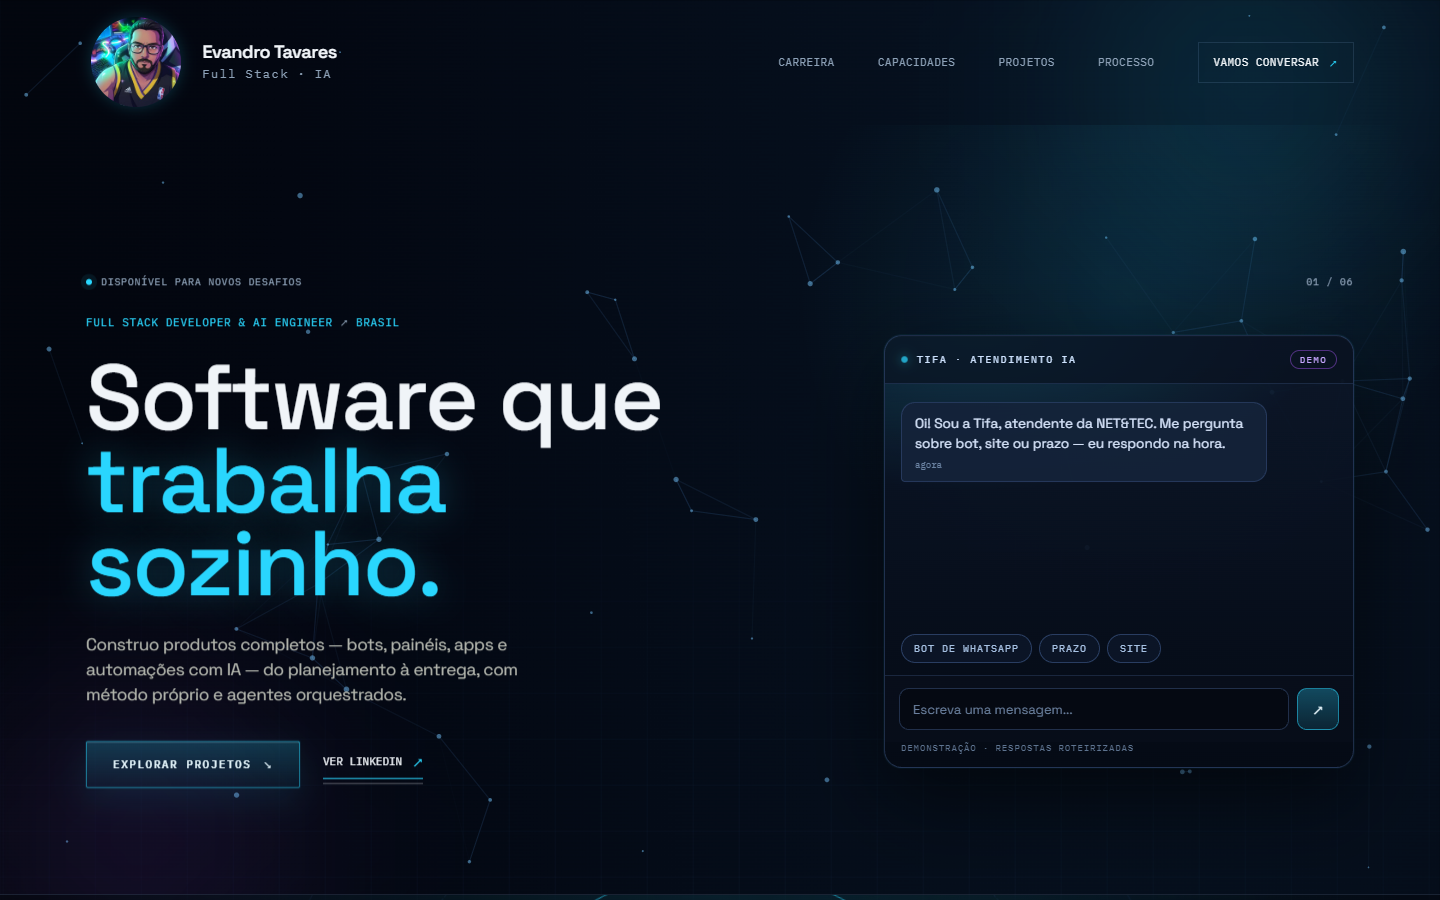 Evandro Tavares
Full Stack · IA
CARREIRA
CAPACIDADES
PROJETOS
PROCESSO
VAMOS CONVERSAR ↗
DISPONÍVEL PARA NOVOS DESAFIOS
01 / 06
FULL STACK DEVELOPER & AI ENGINEER ↗ BRASIL
Software que
trabalha
sozinho.
Construo produtos completos — bots, painéis, apps e
automações com IA — do planejamento à entrega, com
método próprio e agentes orquestrados.
EXPLORAR PROJETOS ↘
VER LINKEDIN ↗
TIFA · ATENDIMENTO IA
DEMO
Oi! Sou a Tifa, atendente da NET&TEC. Me pergunta
sobre bot, site ou prazo — eu respondo na hora.
agora
BOT DE WHATSAPP
PRAZO
SITE
Escreva uma mensagem...
↗
DEMONSTRAÇÃO · RESPOSTAS ROTEIRIZADAS